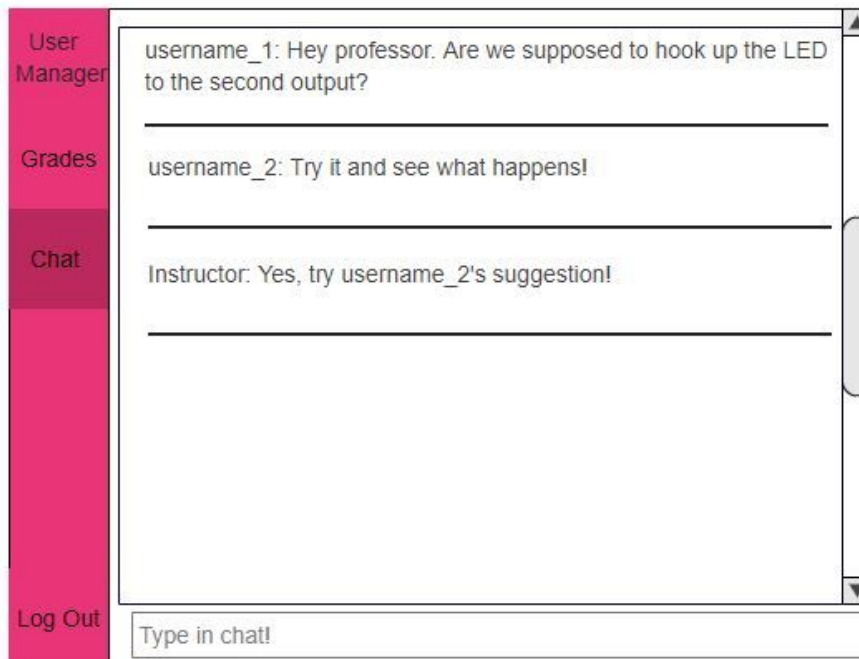 User
Manager
Grades
Chat
Log Out
username_1: Hey professor. Are we supposed to hook up the LED
to the second output?
username_2: Try it and see what happens!
Instructor: Yes, try username_2's suggestion!
Type in chat!